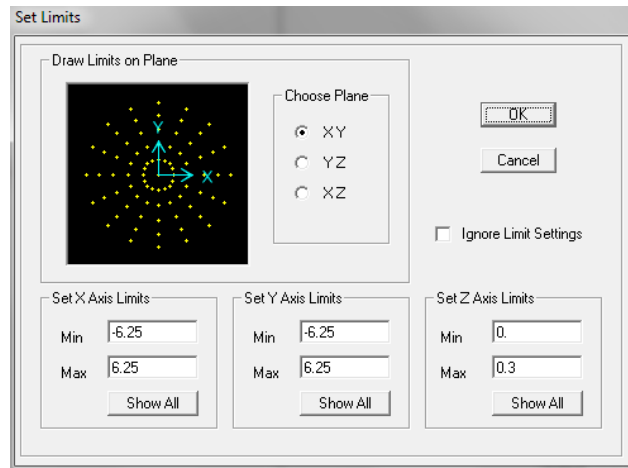 Set Limits
Draw Limits on Plane
Y
X
Choose Plane
XY
YZ
XZ
OK
Cancel
Ignore Limit Settings
Set X Axis Limits
Min -6.25
Max 6.25
Show All
Set Y Axis Limits
Min -6.25
Max 6.25
Show All
Set Z Axis Limits
Min 0.
Max 0.3
Show All